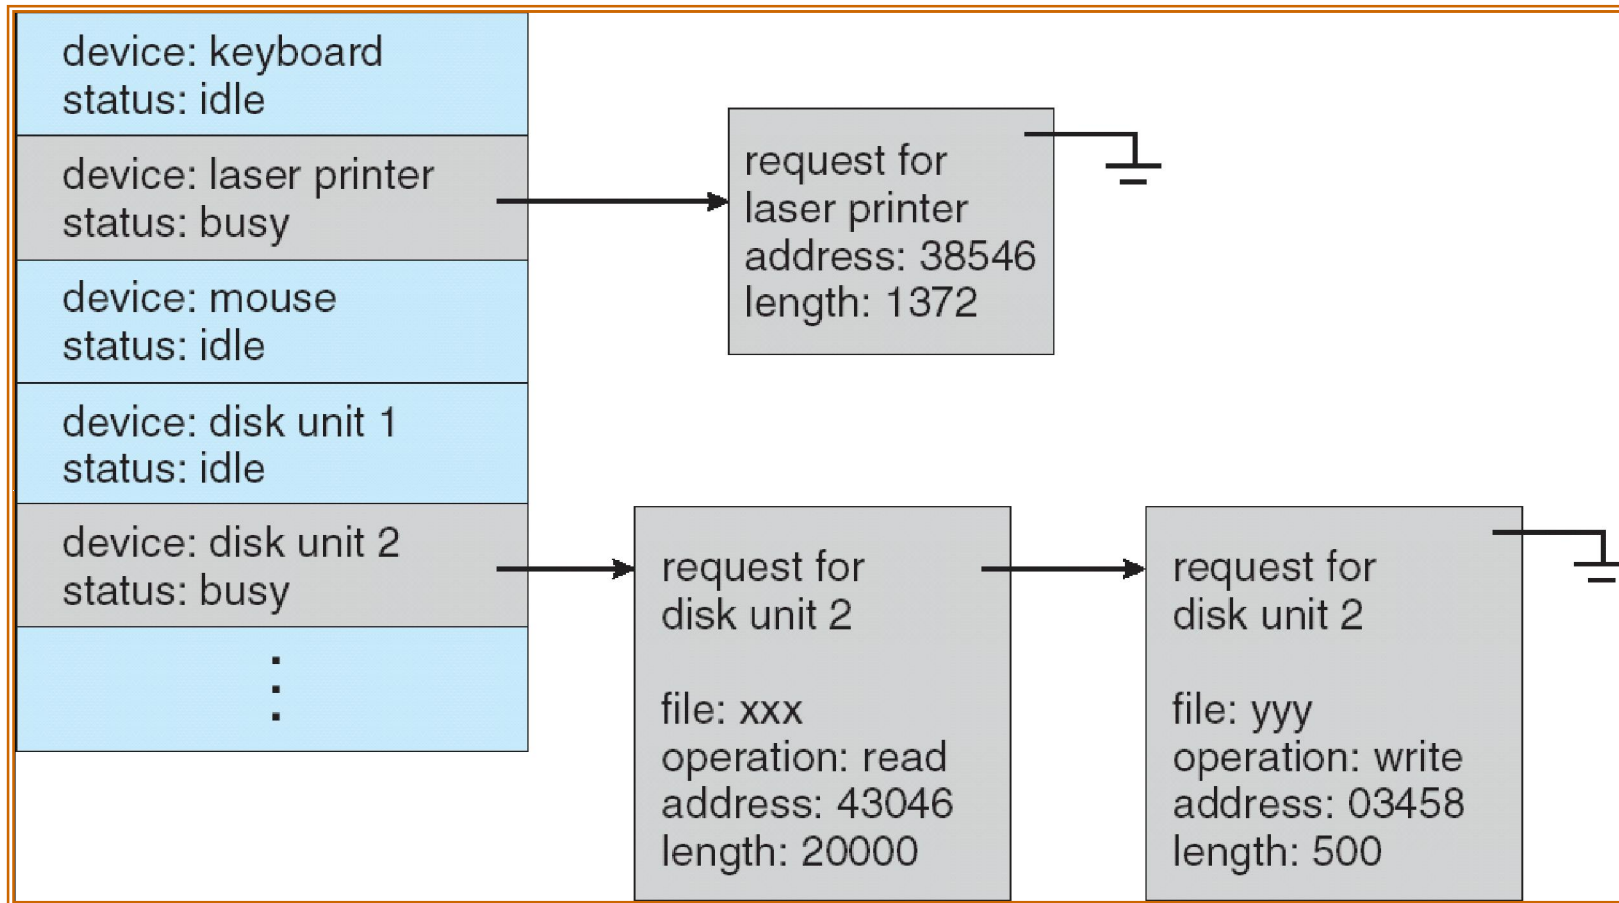 device: keyboard
status: idle
device: laser printer
status: busy
device: mouse
status: idle
device: disk unit 1
status: idle
device: disk unit 2
status: busy
request for
laser printer
address: 38546
length: 1372
request for
disk unit 2
file: xxx
operation: read
address: 43046
length: 20000
request for
disk unit 2
file: yyy
operation: write
address: 03458
length: 500